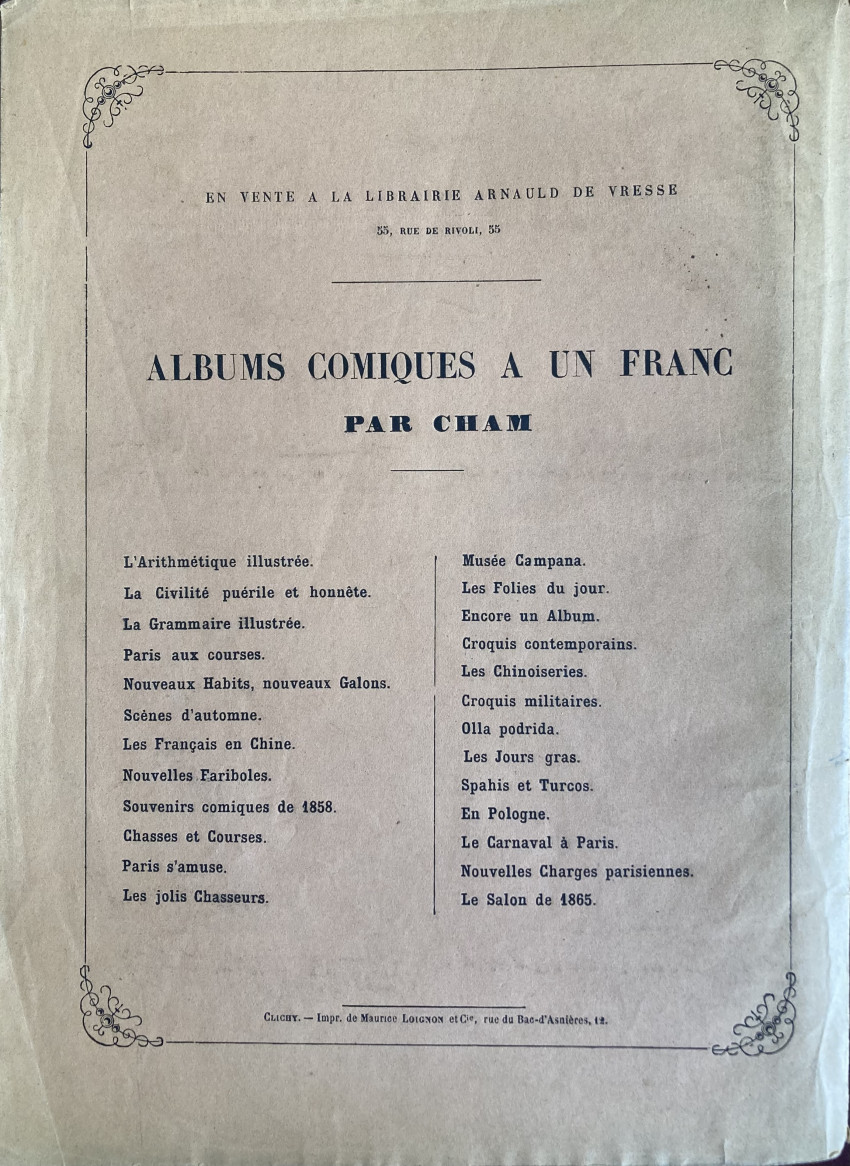 EN VENTE A LA LIBRAIRIE ARNAULD DE VRESSE
55, RUE DE RIVOLI, 55
ALBUMS COMIQUES A UN FRANC
PAR CHAM
L'Arithmétique illustrée.
La Civilité puérile et honnête.
La Grammaire illustrée.
Paris aux courses.
Nouveaux Habits, nouveaux Galons.
Scènes d'automne.
Les Français en Chine.
Nouvelles Fariboles.
Souvenirs comiques de 1858.
Chasses et Courses.
Paris s'amuse.
Les jolis Chasseurs.
Musée Campana.
Les Folies du jour.
Encore un Album.
Croquis contemporains.
Les Chinoiseries.
Croquis militaires.
Olla podrida.
Les Jours gras.
Spahis et Turcos.
En Pologne.
Le Carnaval à Paris.
Nouvelles Charges parisiennes.
Le Salon de 1865.
CLICHY. — Impr. de Maurice LOIGNON et Cie, rue du Bac-d'Asnières, 12.